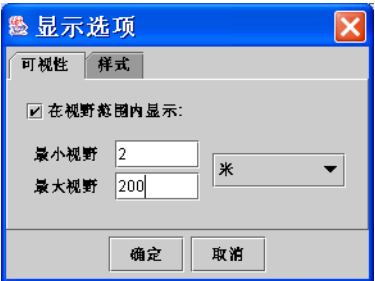 显示选项
可视性 样式
在视野范围内显示:
最小视野 2
最大视野 200
米
确定 取消